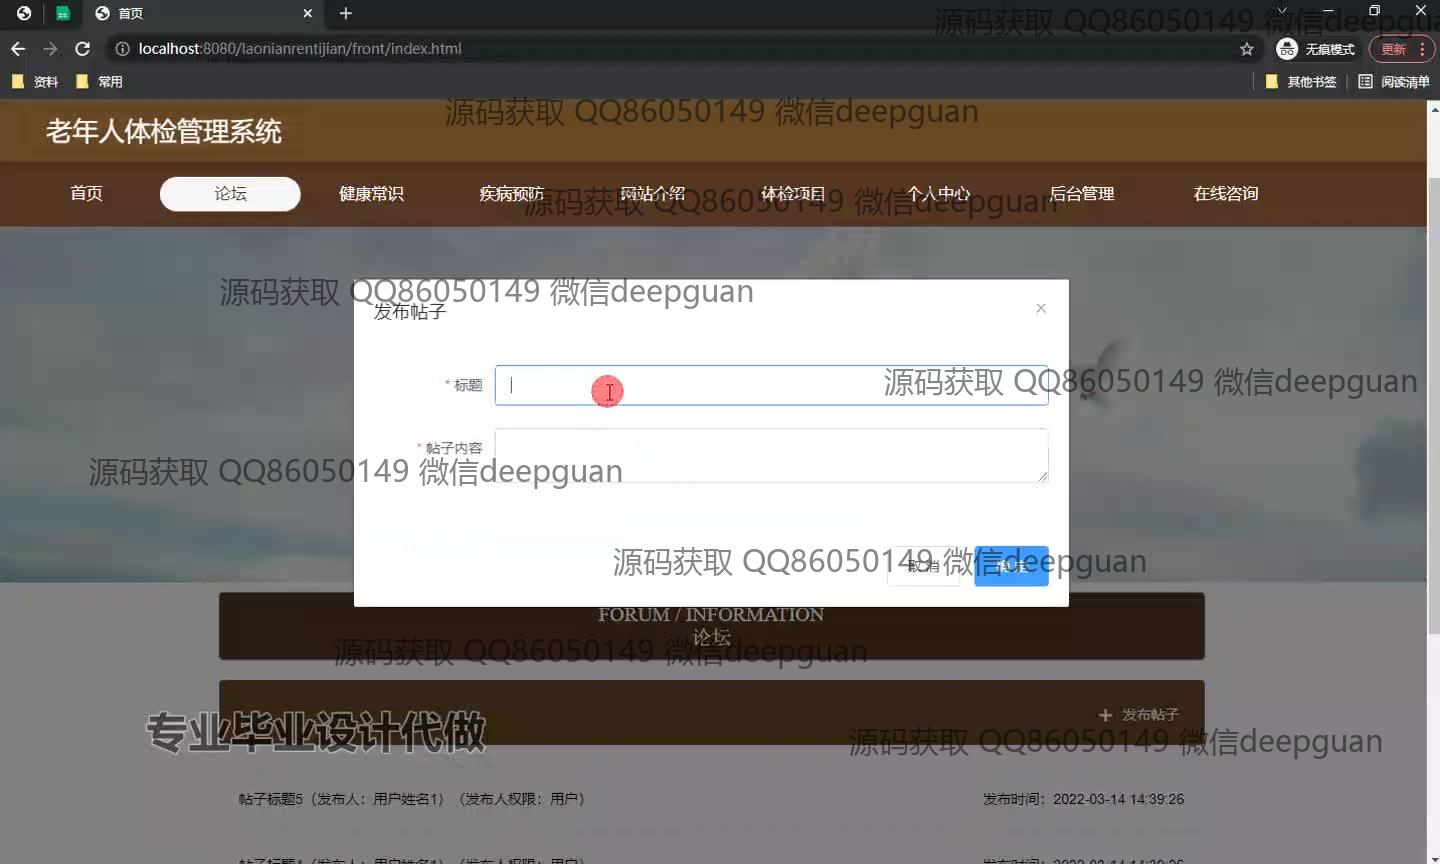 首页
localhost:8080/laonianrentijian/front/index.html
无痕模式
更新
资料
常用
其他书签
阅读清单
源码获取 QQ86050149 微信deepgua
源码获取 QQ86050149 微信deepguan
老年人体检管理系统
首页
论坛
健康常识
疾病预防
网站介绍
体检项目
个人中心
后台管理
在线咨询
源码获取 QQ86050149 微信deepguan
源码获取 QQ86050149 微信deepguan
发布帖子
* 标题
源码获取 QQ86050149 微信deepguan
* 帖子内容
源码获取 QQ86050149 微信deepguan
源码获取 QQ86050149 微信deepguan
取消
FORUM / INFORMATION
论坛
源码获取 QQ86050149 微信deepguan
+ 发布帖子
专业毕业设计代做
源码获取 QQ86050149 微信deepguan
帖子标题5（发布人：用户姓名1）（发布人权限：用户）
发布时间：2022-03-14 14:39:26